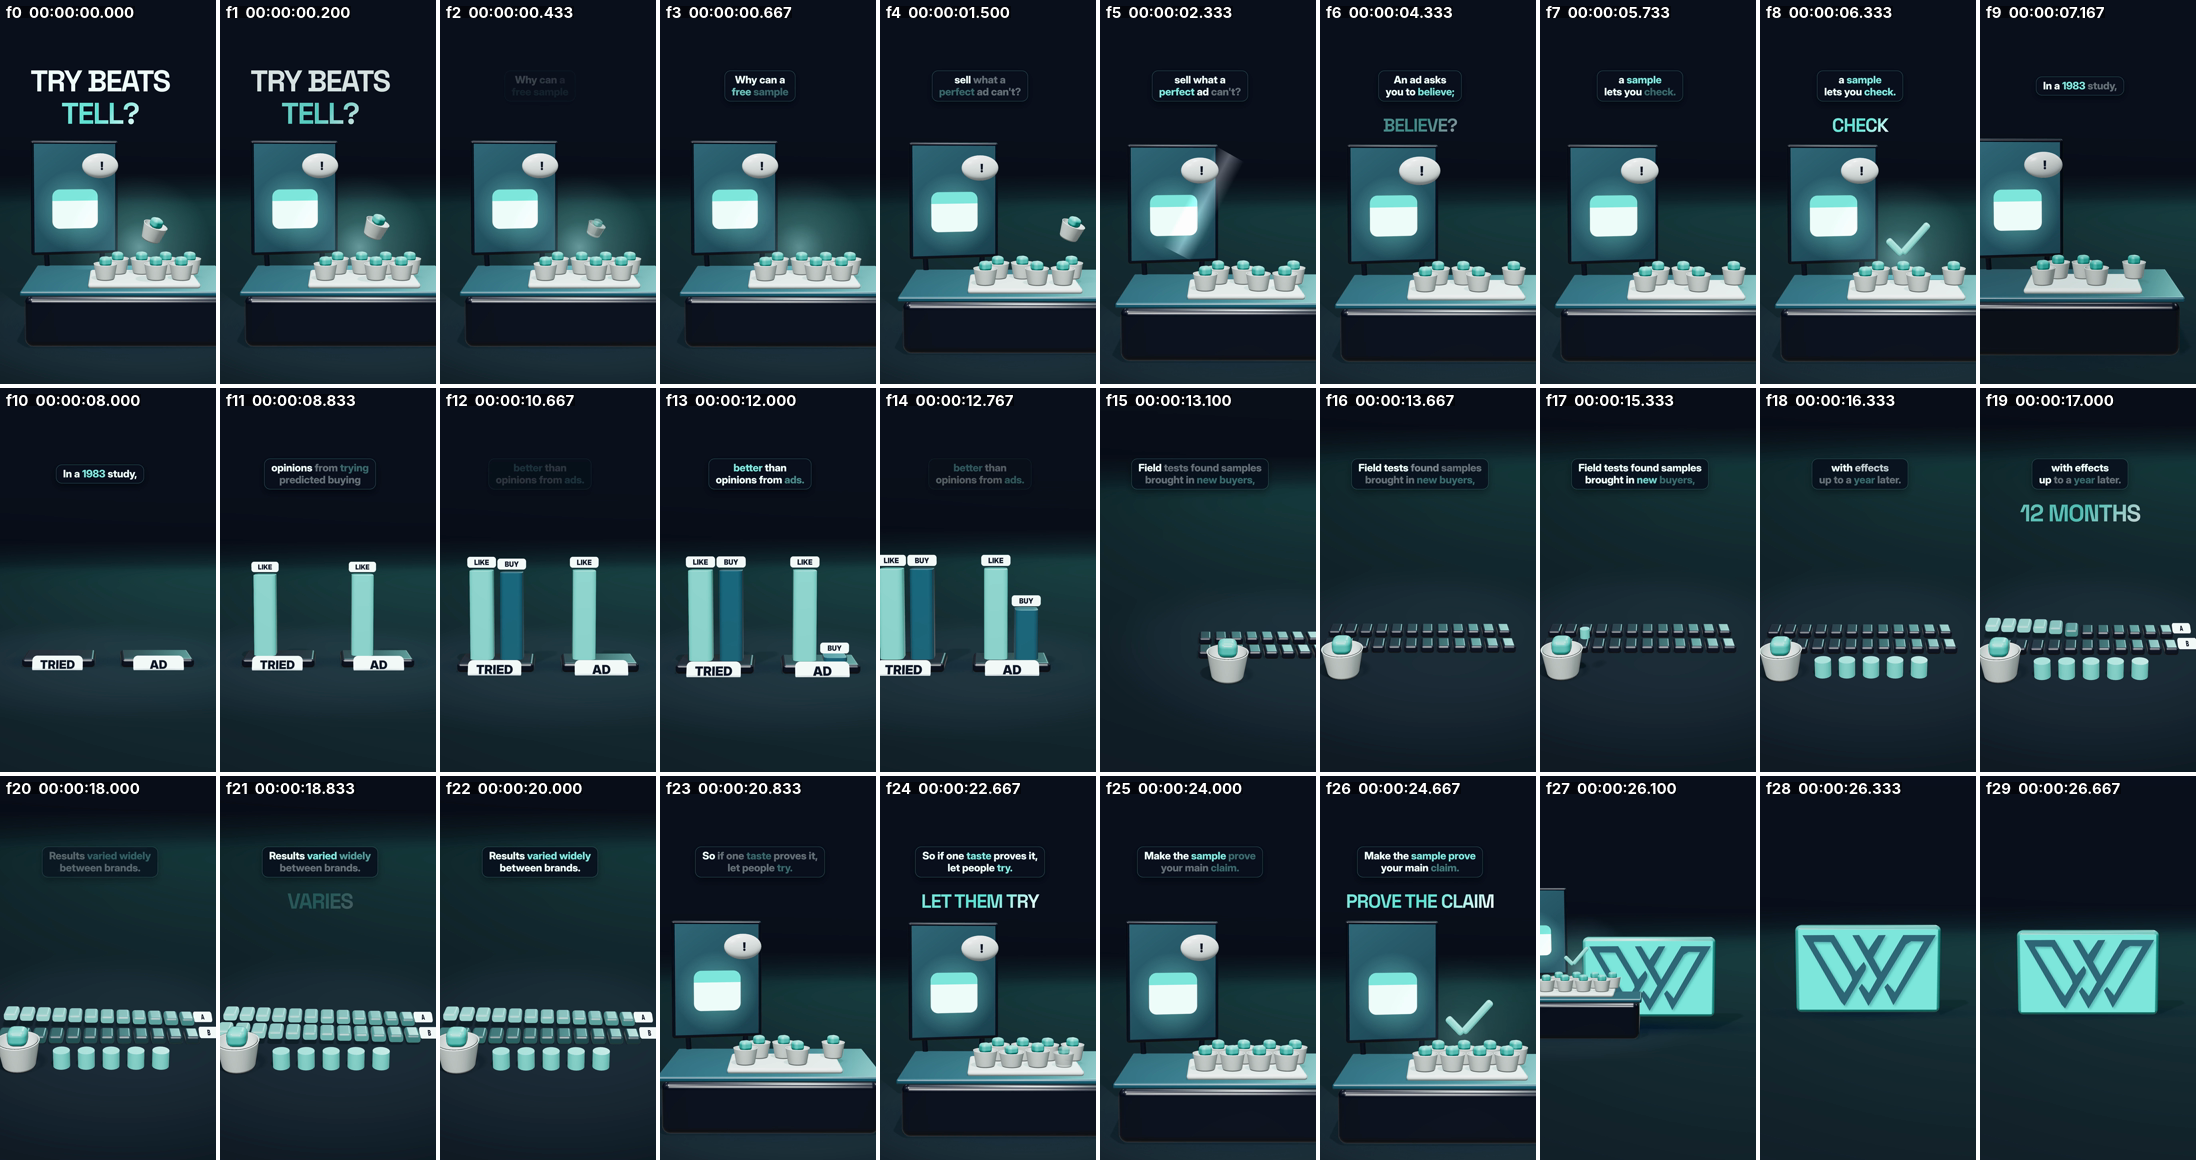 f0 00:00:00.000
TRY BEATS
TELL?
!
f1 00:00:00.200
TRY BEATS
TELL?
!
f2 00:00:00.433
Why can a
free sample
!
f3 00:00:00.667
Why can a
free sample
!
f4 00:00:01.500
sell what a
perfect ad can't?
!
f5 00:00:02.333
sell what a
perfect ad can't?
!
f6 00:00:04.333
An ad asks
you to believe;
BELIEVE?
!
f7 00:00:05.733
a sample
lets you check.
!
f8 00:00:06.333
a sample
lets you check.
CHECK
!
f9 00:00:07.167
In a 1983 study,
!
f10 00:00:08.000
In a 1983 study,
TRIED
AD
f11 00:00:08.833
opinions from trying
predicted buying
LIKE
LIKE
TRIED
AD
f12 00:00:10.667
better than
opinions from ads.
LIKE
BUY
LIKE
TRIED
AD
f13 00:00:12.000
better than
opinions from ads.
LIKE
BUY
LIKE
BUY
TRIED
AD
f14 00:00:12.767
better than
opinions from ads.
LIKE
BUY
LIKE
BUY
TRIED
AD
f15 00:00:13.100
Field tests found samples
brought in new buyers,
f16 00:00:13.667
Field tests found samples
brought in new buyers,
f17 00:00:15.333
Field tests found samples
brought in new buyers,
f18 00:00:16.333
with effects
up to a year later.
f19 00:00:17.000
with effects
up to a year later.
12 MONTHS
A
B
f20 00:00:18.000
Results varied widely
between brands.
A
B
f21 00:00:18.833
Results varied widely
between brands.
VARIES
A
B
f22 00:00:20.000
Results varied widely
between brands.
A
B
f23 00:00:20.833
So if one taste proves it,
let people try.
!
f24 00:00:22.667
So if one taste proves it,
let people try.
LET THEM TRY
!
f25 00:00:24.000
Make the sample prove
your main claim.
!
f26 00:00:24.667
Make the sample prove
your main claim.
PROVE THE CLAIM
f27 00:00:26.100
f28 00:00:26.333
f29 00:00:26.667